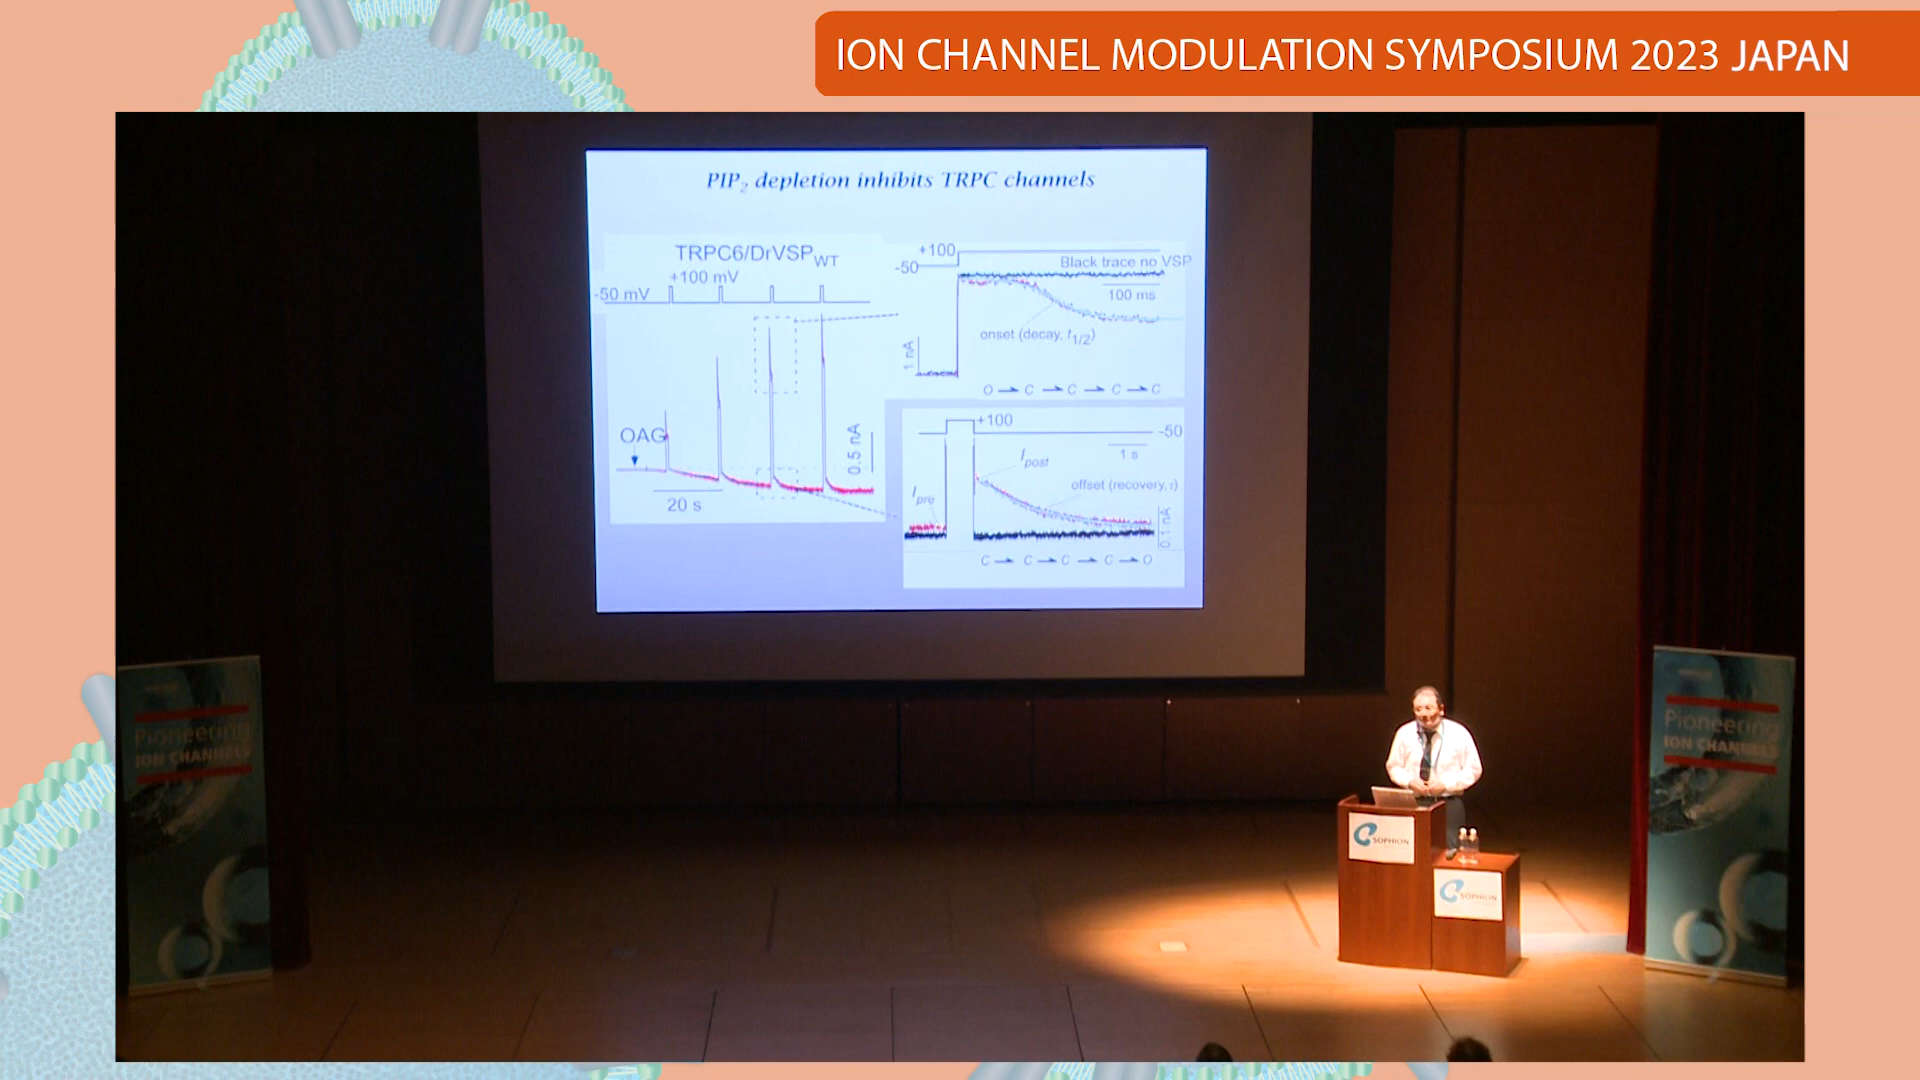 ION CHANNEL MODULATION SYMPOSIUM 2023 JAPAN
PIP₂ depletion inhibits TRPC channels
TRPC6/DrVSPWT
+100 mV
-50 mV
OAG
20 s
0.5 nA
+100
-50
Black trace no VSP
100 ms
onset (decay, t1/2)
1 nA
O → C → C → C → C
+100
-50
1 s
Ipost
Ipre
offset (recovery, τ)
0.1 nA
C → C → C → C → O
Pioneering
ION CHANNELS
Pioneering
ION CHANNELS
SOPHION
SOPHION